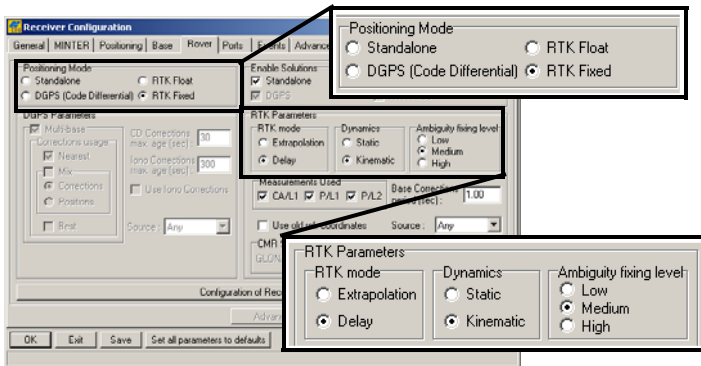 Receiver Configuration
General MINTER Positioning Base Rover Ports Events Advance
Positioning Mode
Standalone RTK Float
DGPS (Code Differential) RTK Fixed
Enable Solutions
Standalone
DGPS
Positioning Mode
Standalone RTK Float
DGPS (Code Differential) RTK Fixed
DGPS Parameters
Multi-base
Corrections usage
Nearest
Mix
Corrections
Positions
Best
CD Corrections
max. age (sec) : 30
Iono Corrections
max. age (sec) : 300
Use Iono Corrections
Source : Any
RTK Parameters
RTK mode
Extrapolation
Delay
Dynamics
Static
Kinematic
Ambiguity fixing level
Low
Medium
High
Measurements Used
CA/L1 P/L1 P/L2
Base Corrections
period (sec) : 1.00
Use old coordinates
Source : Any
CMR
GLON
Configuration of Rec
Advan
OK Exit Save Set all parameters to defaults
RTK Parameters
RTK mode
Extrapolation
Delay
Dynamics
Static
Kinematic
Ambiguity fixing level
Low
Medium
High